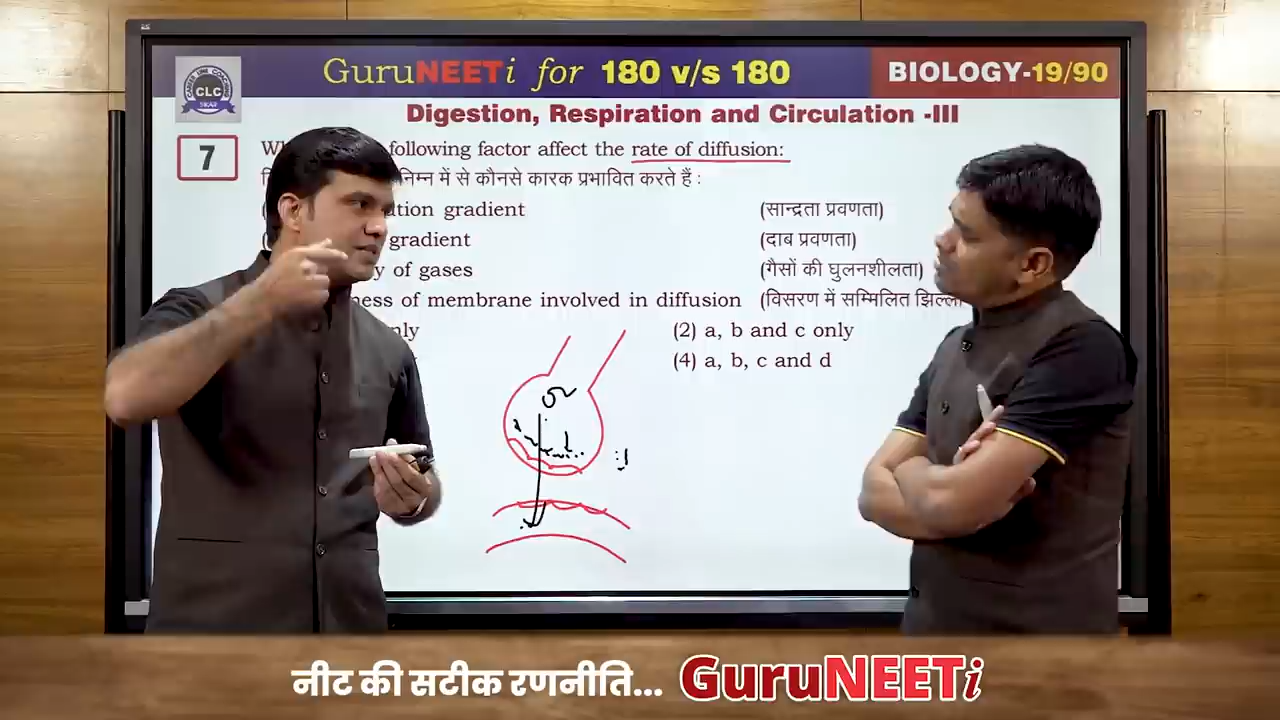 GuruNEETi for 180 v/s 180
BIOLOGY-19/90
CLC
SIKAR
Digestion, Respiration and Circulation -III
7
following factor affect the rate of diffusion:
निम्न में से कौनसे कारक प्रभावित करते हैं :
gradient (सान्द्रता प्रवणता)
gradient (दाब प्रवणता)
of gases (गैसों की घुलनशीलता)
of membrane involved in diffusion (विसरण में सम्मिलित
(2) a, b and c only
(4) a, b, c and d
नीट की सटीक रणनीति... GuruNEETi